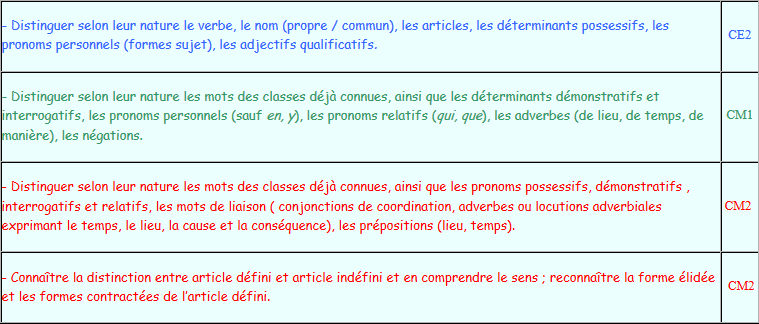 - Distinguer selon leur nature le verbe, le nom (propre / commun), les articles, les déterminants possessifs, les
pronoms personnels (formes sujet), les adjectifs qualificatifs.
CE2
- Distinguer selon leur nature les mots des classes déjà connues, ainsi que les déterminants démonstratifs et
interrogatifs, les pronoms personnels (sauf en, y), les pronoms relatifs (qui, que), les adverbes (de lieu, de temps, de
manière), les négations.
CM1
- Distinguer selon leur nature les mots des classes déjà connues, ainsi que les pronoms possessifs, démonstratifs ,
interrogatifs et relatifs, les mots de liaison ( conjonctions de coordination, adverbes ou locutions adverbiales
exprimant le temps, le lieu, la cause et la conséquence), les prépositions (lieu, temps).
CM2
- Connaître la distinction entre article défini et article indéfini et en comprendre le sens ; reconnaître la forme élidée
et les formes contractées de l'article défini.
CM2